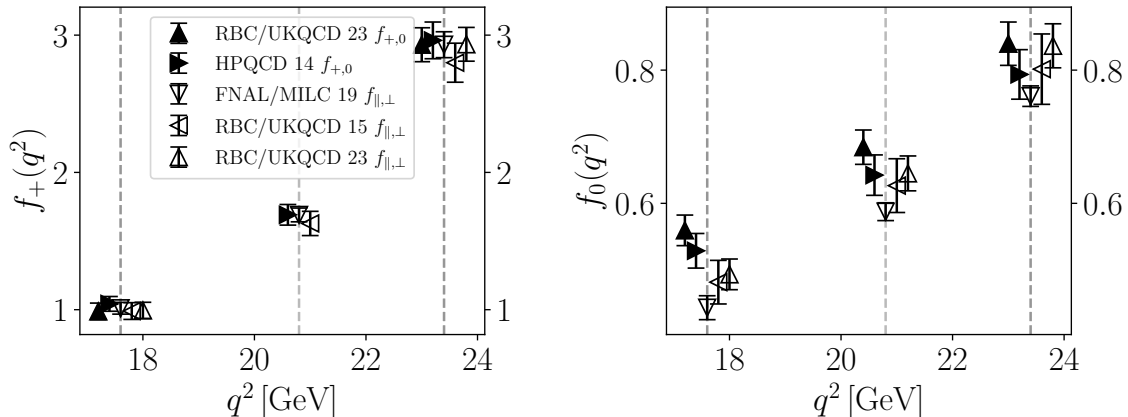 3
2
1
f₊(q²)
RBC/UKQCD 23 f₊,₀
HPQCD 14 f₊,₀
FNAL/MILC 19 f∥,⊥
RBC/UKQCD 15 f∥,⊥
RBC/UKQCD 23 f∥,⊥
3
2
1
18 20 22 24
q² [GeV]
0.8
0.6
f₀(q²)
0.8
0.6
18 20 22 24
q² [GeV]